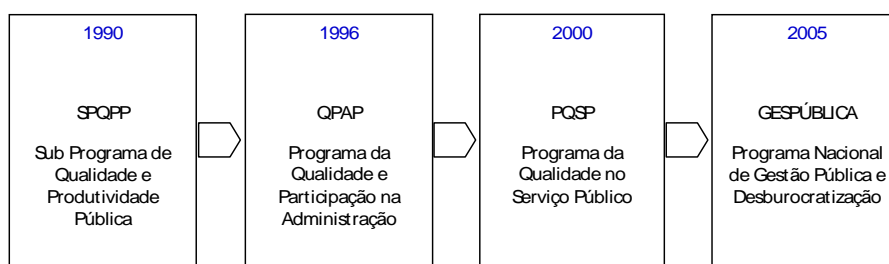 1990
SPQPP
Sub Programa de
Qualidade e
Produtividade
Pública
1996
QPAP
Programa da
Qualidade e
Participação na
Administração
2000
PQSP
Programa da
Qualidade no
Serviço Público
2005
GESPÚBLICA
Programa Nacional
de Gestão Pública e
Desburocratização